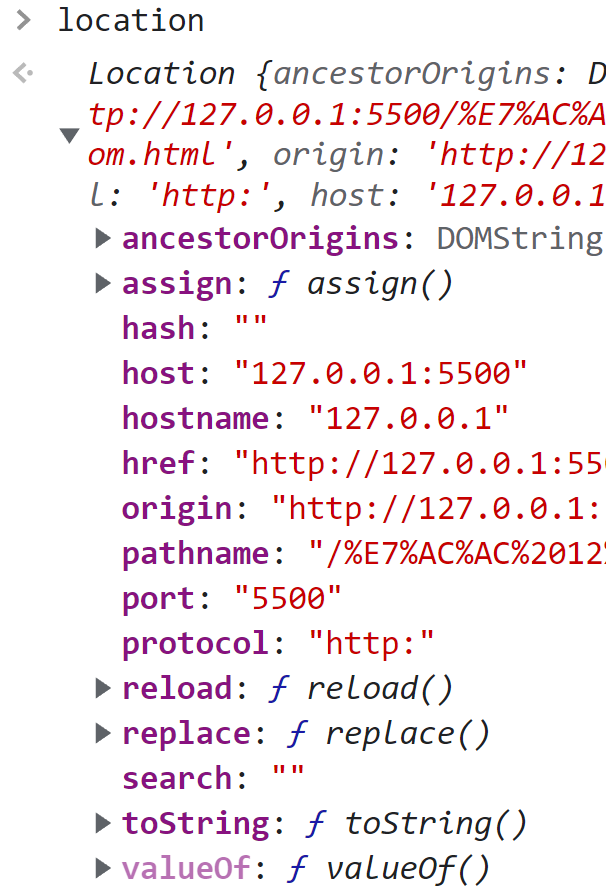 location
Location {ancestorOrigins: D
tp://127.0.0.1:5500/%E7%AC%A
om.html', origin: 'http://12
l: 'http:', host: '127.0.0.1
ancestorOrigins: DOMString
assign: ƒ assign()
hash: ""
host: "127.0.0.1:5500"
hostname: "127.0.0.1"
href: "http://127.0.0.1:550
origin: "http://127.0.0.1:
pathname: "/%E7%AC%AC%2012%
port: "5500"
protocol: "http:"
reload: ƒ reload()
replace: ƒ replace()
search: ""
toString: ƒ toString()
valueOf: ƒ valueOf()